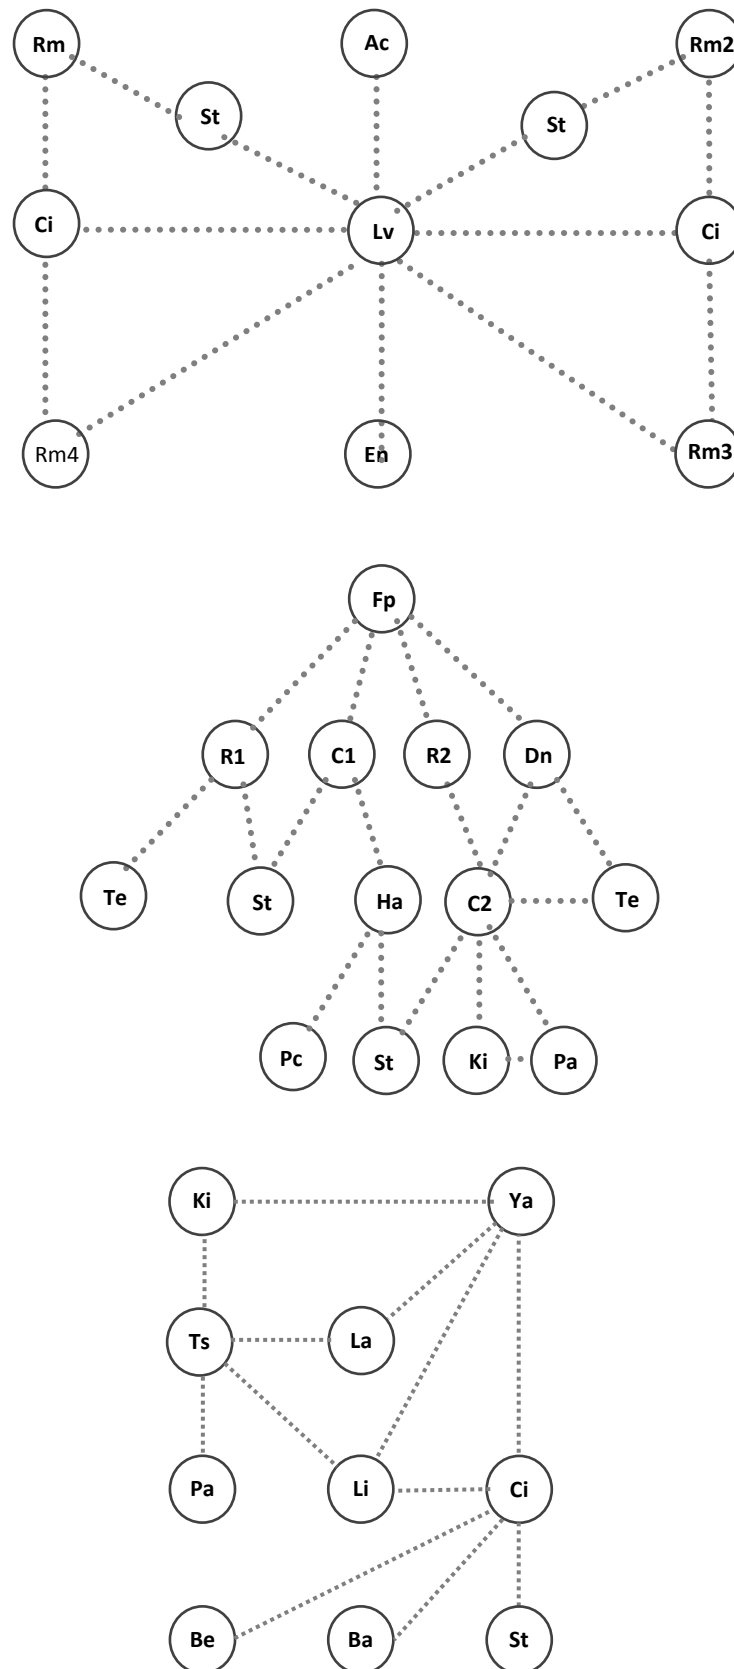 Rm Ac Rm2
St St
Ci Lv Ci
Rm4 En Rm3
Fp
R1 C1 R2 Dn
Te St Ha C2 Te
Pc St Ki Pa
Ki Ya
Ts La
Pa Li Ci
Be Ba St